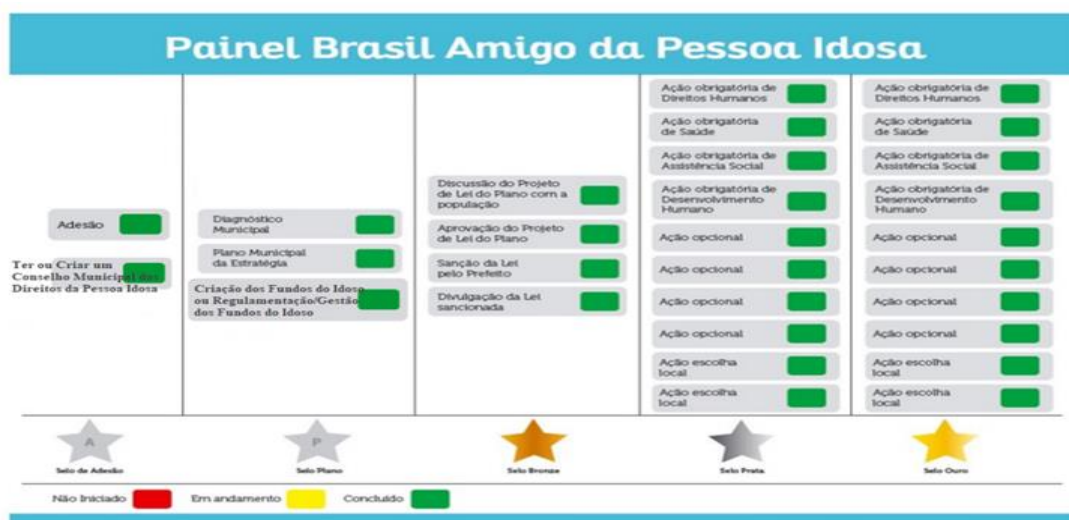 Painel Brasil Amigo da Pessoa Idosa
Adesão
Ter ou Criar um
Conselho Municipal dos
Direitos da Pessoa Idosa
Diagnóstico
Municipal
Plano Municipal
da Estratégia
Criação dos Fundos do Idoso
ou Regulamentação/Gestão
dos Fundos do Idoso
Discussão do Projeto
de Lei do Plano com a
população
Aprovação do Projeto
de Lei do Plano
Sanção da Lei
pelo Prefeito
Divulgação da Lei
sancionada
Ação obrigatória de
Direitos Humanos
Ação obrigatória
de Saúde
Ação obrigatória de
Assistência Social
Ação obrigatória de
Desenvolvimento
Humano
Ação opcional
Ação opcional
Ação opcional
Ação opcional
Ação escolha
local
Ação escolha
local
Ação obrigatória de
Direitos Humanos
Ação obrigatória
de Saúde
Ação obrigatória de
Assistência Social
Ação obrigatória de
Desenvolvimento
Humano
Ação opcional
Ação opcional
Ação opcional
Ação opcional
Ação escolha
local
Ação escolha
local
A
Selo de Adesão
P
Selo Plano
Selo Bronze
Selo Prata
Selo Ouro
Não Iniciado
Em andamento
Concluído